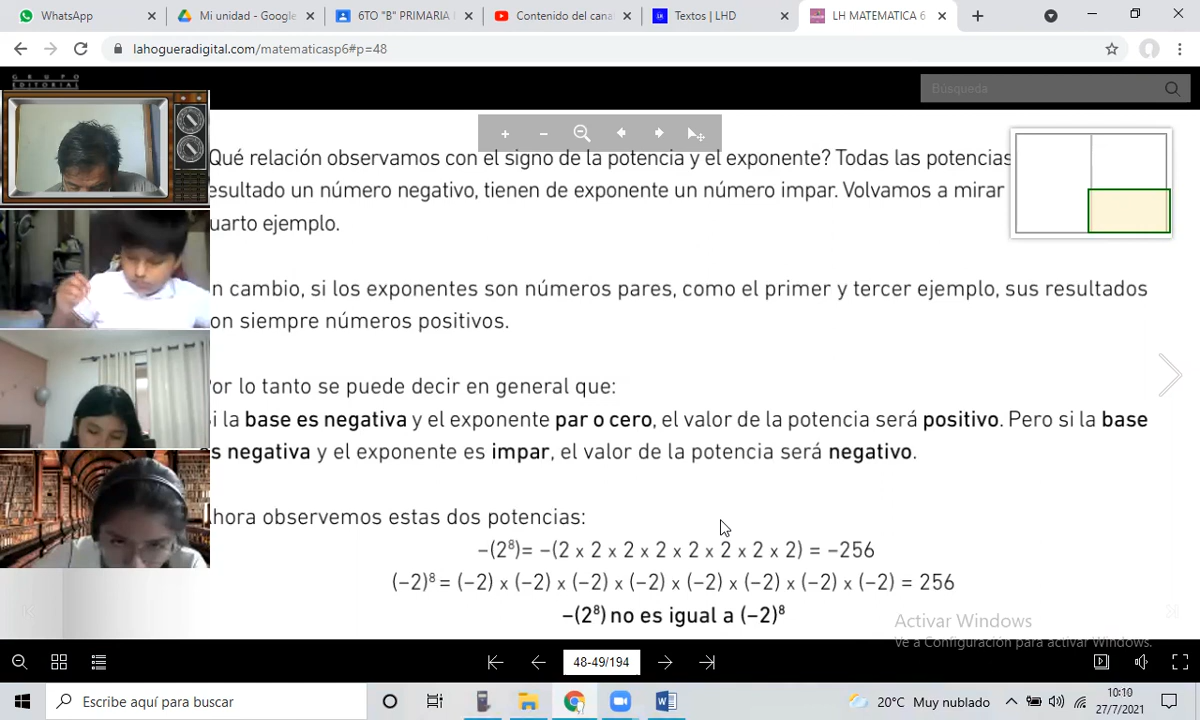 WhatsApp
Mi unidad - Google
6TO "B" PRIMARIA
Contenido del cana
Textos | LHD
LH MATEMATICA 6
lahogueradigital.com/matematicasp6#p=48
GRUPO
EDITORIAL
Búsqueda
Qué relación observamos con el signo de la potencia y el exponente? Todas las potencias
esultado un número negativo, tienen de exponente un número impar. Volvamos a mirar
uarto ejemplo.
n cambio, si los exponentes son números pares, como el primer y tercer ejemplo, sus resultados
on siempre números positivos.
or lo tanto se puede decir en general que:
i la base es negativa y el exponente par o cero, el valor de la potencia será positivo. Pero si la base
s negativa y el exponente es impar, el valor de la potencia será negativo.
hora observemos estas dos potencias:
–(2⁸)= –(2 x 2 x 2 x 2 x 2 x 2 x 2 x 2) = –256
(–2)⁸ = (–2) x (–2) x (–2) x (–2) x (–2) x (–2) x (–2) x (–2) = 256
–(2⁸) no es igual a (–2)⁸
Activar Windows
Ve a Configuración para activar Windows.
48-49/194
Escribe aquí para buscar
20°C Muy nublado
10:10
27/7/2021